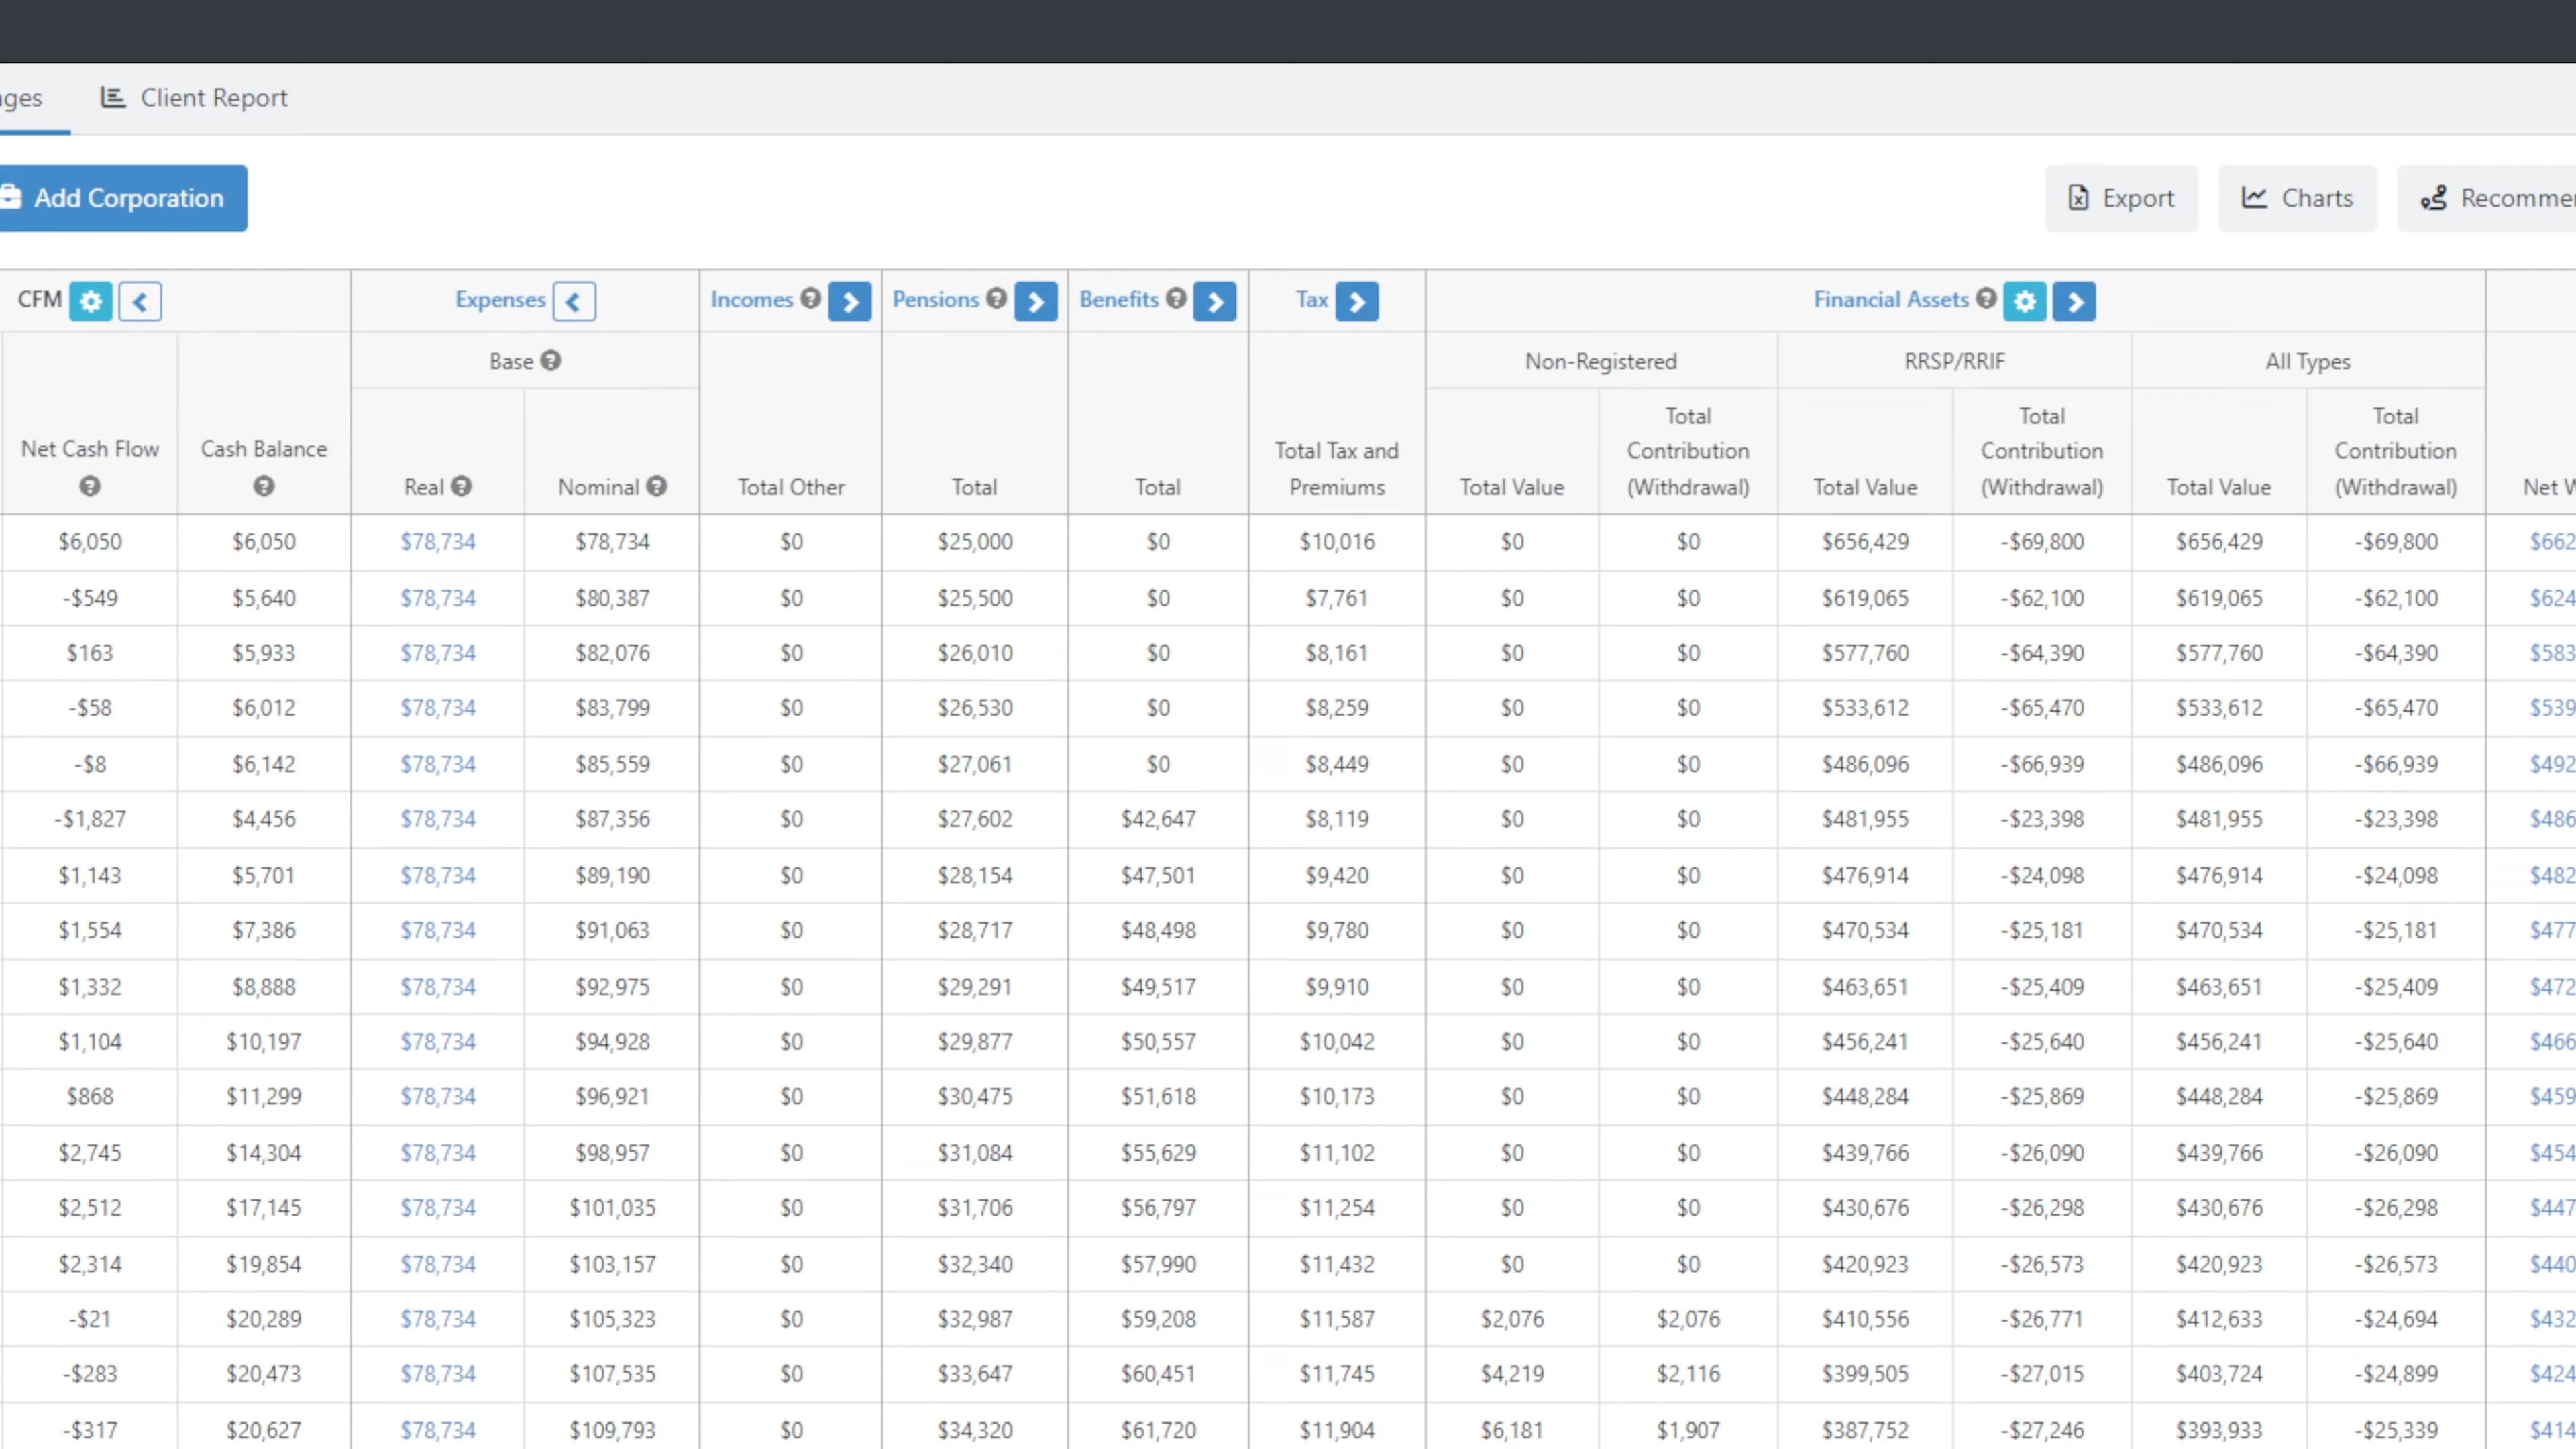 Client Report
Add Corporation
Export Charts
CFM Expenses Incomes Pensions Benefits Tax Financial Assets
Base Non-Registered RRSP/RRIF All Types
Net Cash Flow Cash Balance Real Nominal Total Other Total Total Total Tax and Premiums Total Value Total Contribution (Withdrawal) Total Value Total Contribution (Withdrawal) Total Value Total Contribution (Withdrawal) Net
$6,050 $6,050 $78,734 $78,734 $0 $25,000 $0 $10,016 $0 $0 $656,429 -$69,800 $656,429 -$69,800 $662
-$549 $5,640 $78,734 $80,387 $0 $25,500 $0 $7,761 $0 $0 $619,065 -$62,100 $619,065 -$62,100 $624
$163 $5,933 $78,734 $82,076 $0 $26,010 $0 $8,161 $0 $0 $577,760 -$64,390 $577,760 -$64,390 $583
-$58 $6,012 $78,734 $83,799 $0 $26,530 $0 $8,259 $0 $0 $533,612 -$65,470 $533,612 -$65,470 $539
-$8 $6,142 $78,734 $85,559 $0 $27,061 $0 $8,449 $0 $0 $486,096 -$66,939 $486,096 -$66,939 $492
-$1,827 $4,456 $78,734 $87,356 $0 $27,602 $42,647 $8,119 $0 $0 $481,955 -$23,398 $481,955 -$23,398 $486
$1,143 $5,701 $78,734 $89,190 $0 $28,154 $47,501 $9,420 $0 $0 $476,914 -$24,098 $476,914 -$24,098 $482
$1,554 $7,386 $78,734 $91,063 $0 $28,717 $48,498 $9,780 $0 $0 $470,534 -$25,181 $470,534 -$25,181 $477
$1,332 $8,888 $78,734 $92,975 $0 $29,291 $49,517 $9,910 $0 $0 $463,651 -$25,409 $463,651 -$25,409 $472
$1,104 $10,197 $78,734 $94,928 $0 $29,877 $50,557 $10,042 $0 $0 $456,241 -$25,640 $456,241 -$25,640 $466
$868 $11,299 $78,734 $96,921 $0 $30,475 $51,618 $10,173 $0 $0 $448,284 -$25,869 $448,284 -$25,869 $459
$2,745 $14,304 $78,734 $98,957 $0 $31,084 $55,629 $11,102 $0 $0 $439,766 -$26,090 $439,766 -$26,090 $454
$2,512 $17,145 $78,734 $101,035 $0 $31,706 $56,797 $11,254 $0 $0 $430,676 -$26,298 $430,676 -$26,298 $447
$2,314 $19,854 $78,734 $103,157 $0 $32,340 $57,990 $11,432 $0 $0 $420,923 -$26,573 $420,923 -$26,573 $440
-$21 $20,289 $78,734 $105,323 $0 $32,987 $59,208 $11,587 $2,076 $2,076 $410,556 -$26,771 $412,633 -$24,694 $432
-$283 $20,473 $78,734 $107,535 $0 $33,647 $60,451 $11,745 $4,219 $2,116 $399,505 -$27,015 $403,724 -$24,899 $424
-$317 $20,627 $78,734 $109,793 $0 $34,320 $61,720 $11,904 $6,181 $1,907 $387,752 -$27,246 $393,933 -$25,339 $414